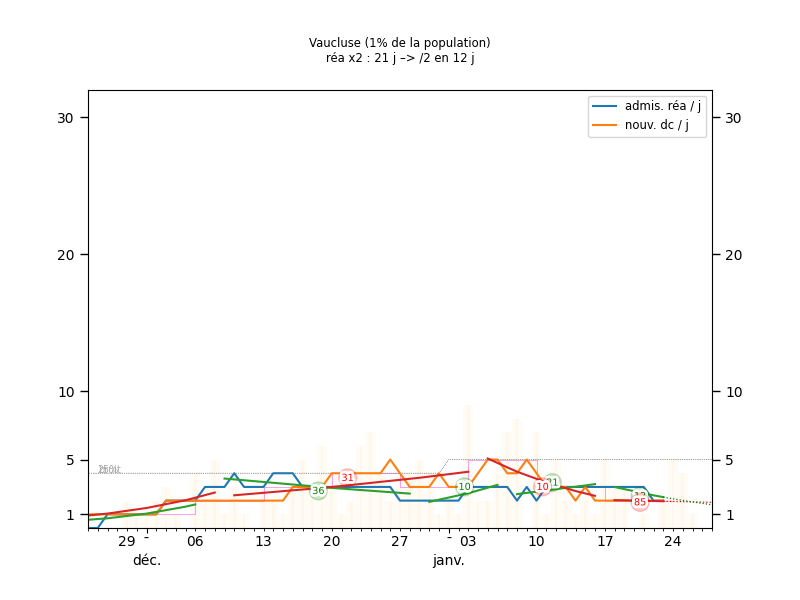 Vaucluse (1% de la population)
réa x2 : 21 j –> /2 en 12 j
admis. réa / j
nouv. dc / j
30 30
20 20
10 10
5 5
1 1
31
36
10
10
85
29 - 06 13 20 27 - 03 10 17 24
déc. janv.